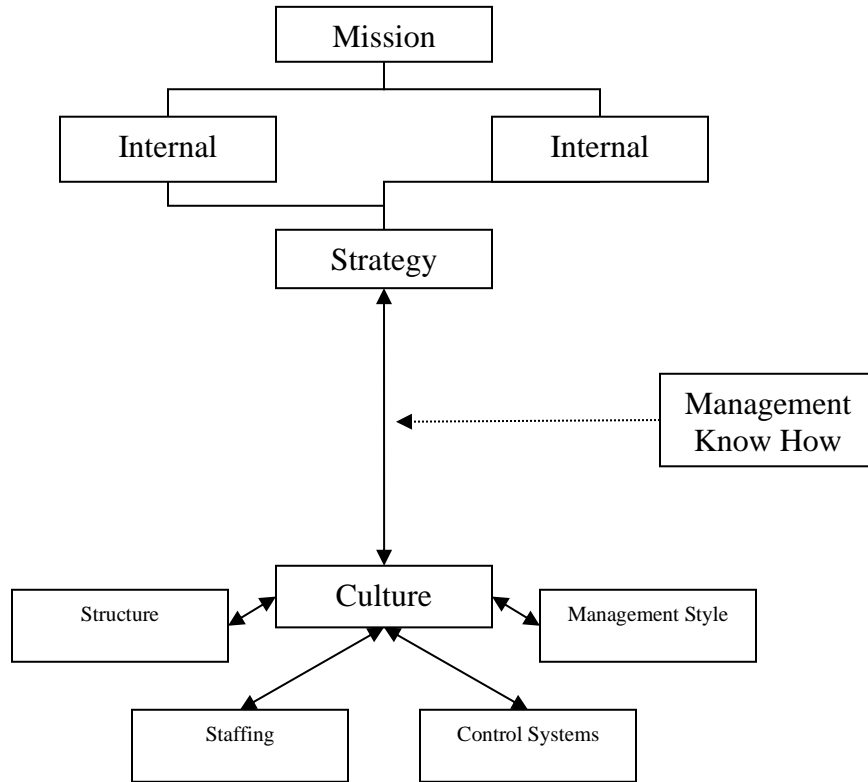 Mission
Internal
Internal
Strategy
Management
Know How
Culture
Structure
Management Style
Staffing
Control Systems